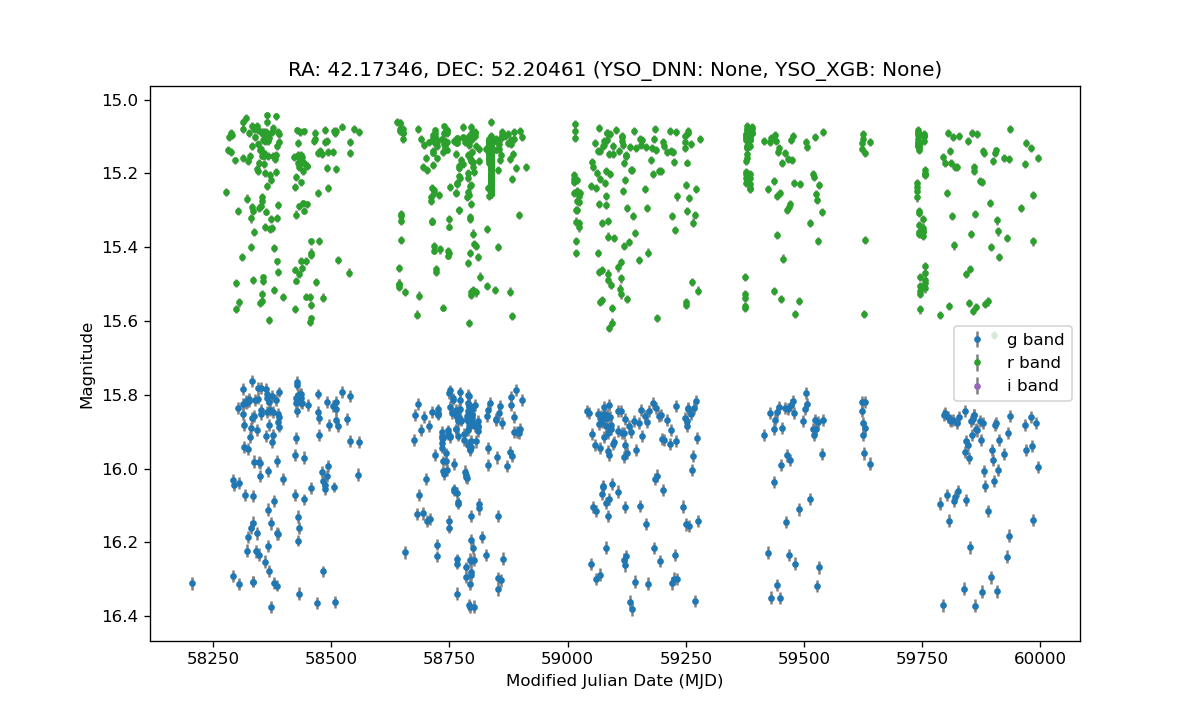 RA: 42.17346, DEC: 52.20461 (YSO_DNN: None, YSO_XGB: None)
15.0
15.2
15.4
15.6
15.8
16.0
16.2
16.4
Magnitude
g band
r band
i band
58250 58500 58750 59000 59250 59500 59750 60000
Modified Julian Date (MJD)